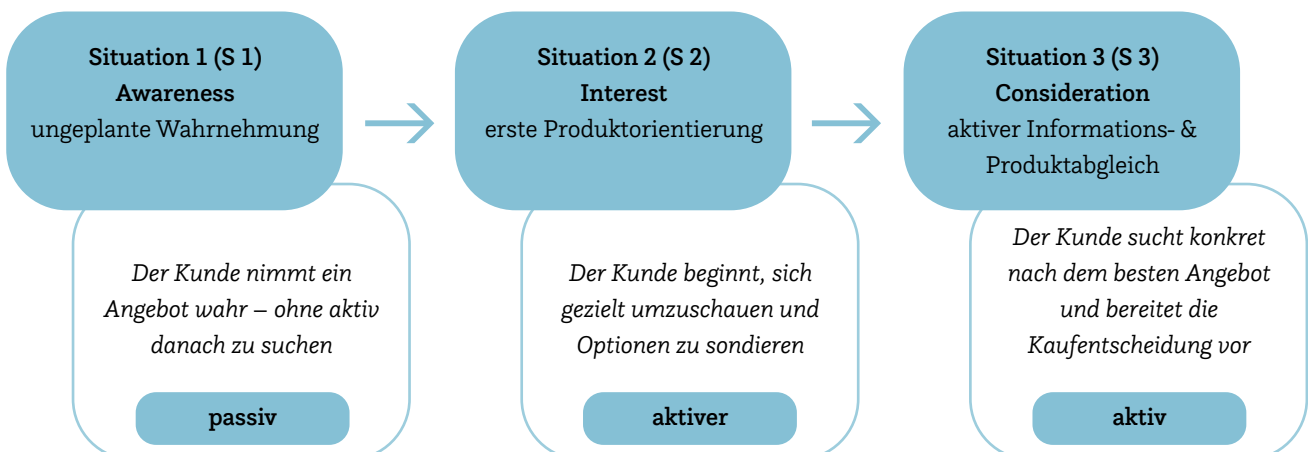 Situation 1 (S 1)
Awareness
ungeplante Wahrnehmung
Der Kunde nimmt ein
Angebot wahr – ohne aktiv
danach zu suchen
passiv
Situation 2 (S 2)
Interest
erste Produktorientierung
Der Kunde beginnt, sich
gezielt umzuschauen und
Optionen zu sondieren
aktiver
Situation 3 (S 3)
Consideration
aktiver Informations- &
Produktabgleich
Der Kunde sucht konkret
nach dem besten Angebot
und bereitet die
Kaufentscheidung vor
aktiv